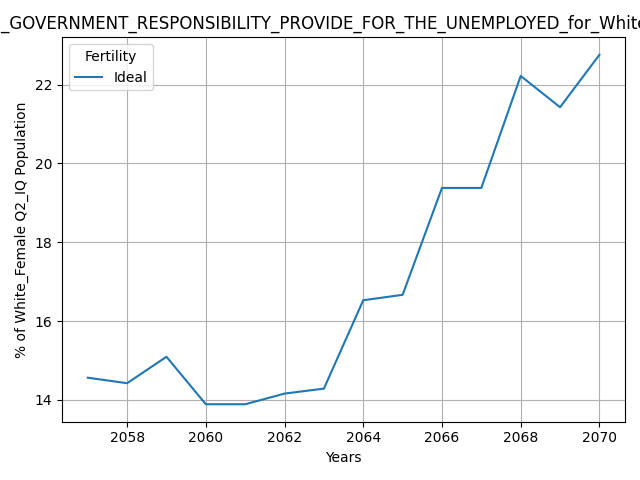 _GOVERNMENT_RESPONSIBILITY_PROVIDE_FOR_THE_UNEMPLOYED_for_White
Fertility
Ideal
% of White_Female Q2_IQ Population
22
20
18
16
14
2058 2060 2062 2064 2066 2068 2070
Years